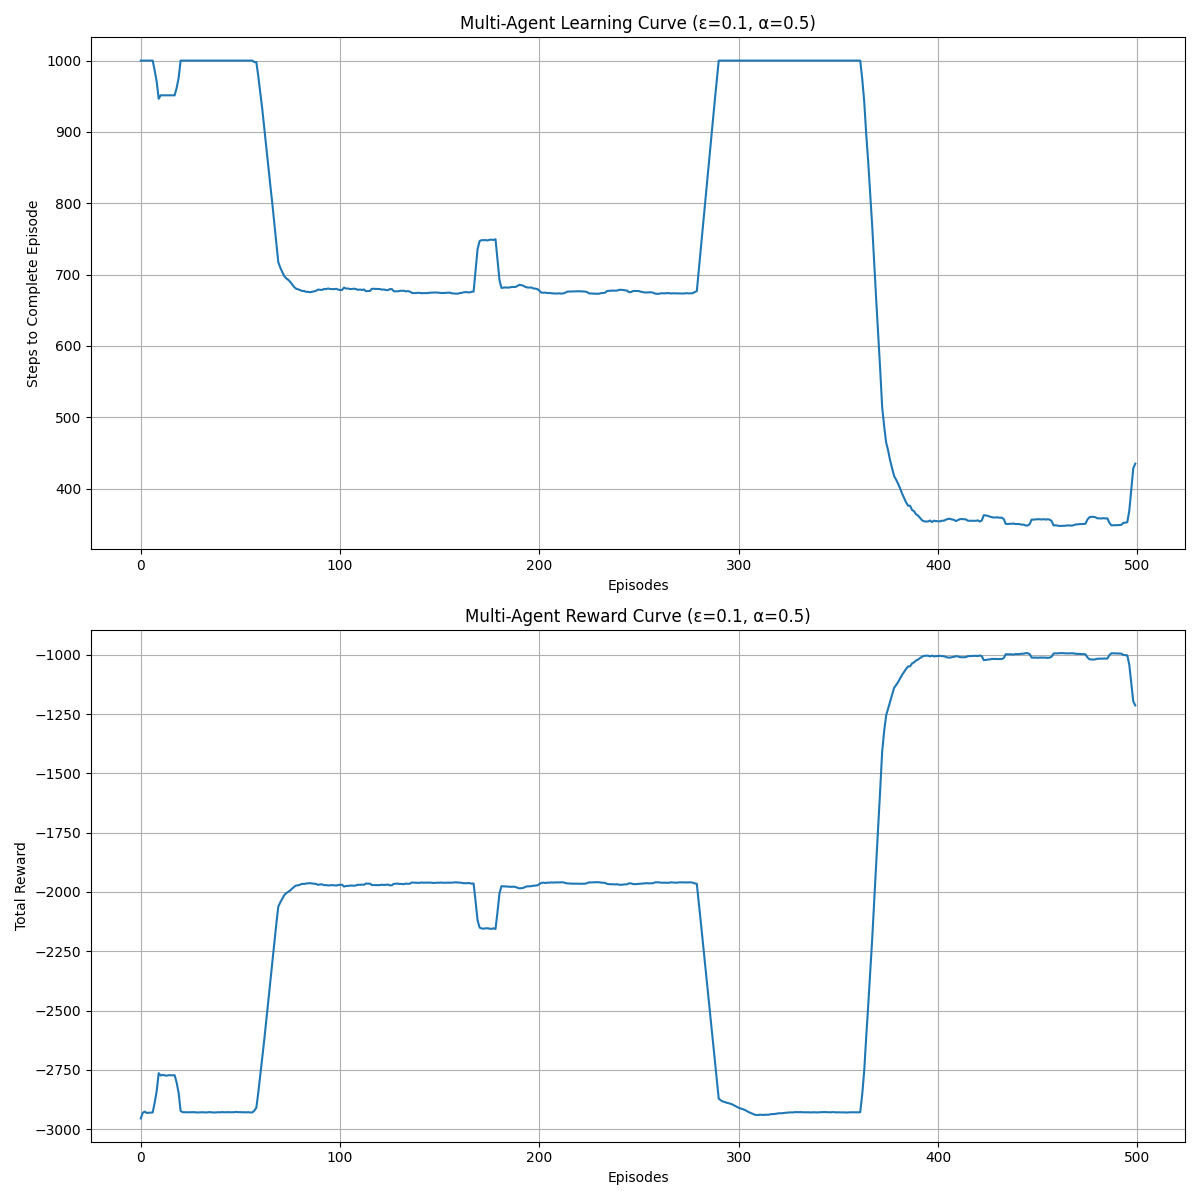 Multi-Agent Learning Curve (ε=0.1, α=0.5)
1000
900
800
700
600
500
400
Steps to Complete Episode
0 100 200 300 400 500
Episodes
Multi-Agent Reward Curve (ε=0.1, α=0.5)
−1000
−1250
−1500
−1750
−2000
−2250
−2500
−2750
−3000
Total Reward
0 100 200 300 400 500
Episodes